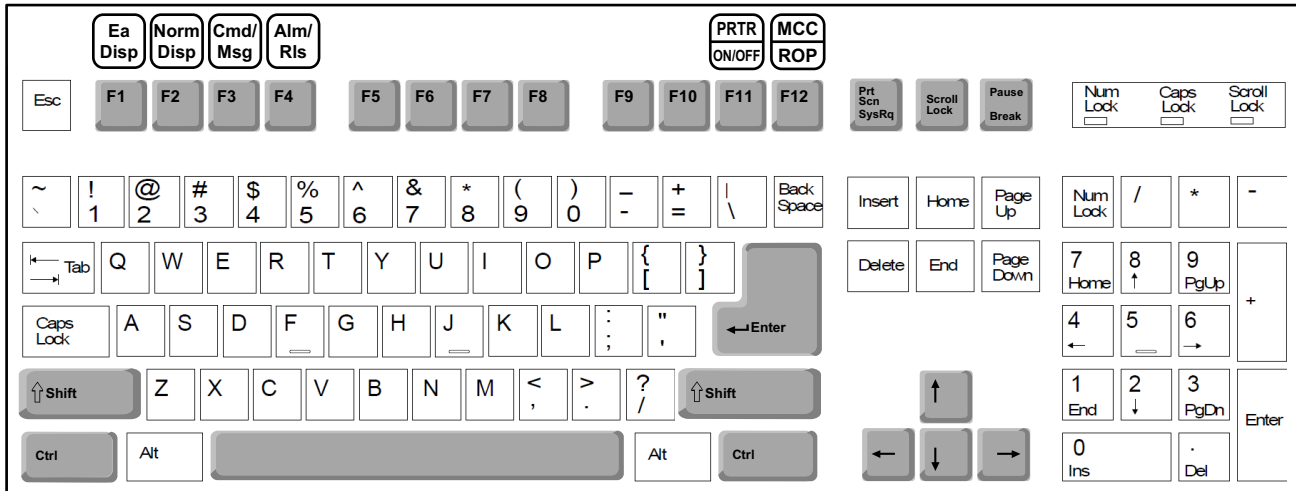 Ea Disp
Norm Disp
Cmd/ Msg
Alm/ Rls
PRTR ON/OFF
MCC ROP
Esc
F1
F2
F3
F4
F5
F6
F7
F8
F9
F10
F11
F12
Prt Scn SysRq
Scroll Lock
Pause Break
Num Lock
Caps Lock
Scroll Lock
~ `
! 1
@ 2
# 3
$ 4
% 5
^ 6
& 7
* 8
( 9
) 0
_ -
+ =
| \
Back Space
Insert
Home
Page Up
Num Lock
/
*
-
Tab
Q
W
E
R
T
Y
U
I
O
P
{ [
} ]
Enter
Delete
End
Page Down
7 Home
8 ↑
9 PgUp
+
Caps Lock
A
S
D
F
G
H
J
K
L
: ;
" '
4 ←
5
6 →
Shift
Z
X
C
V
B
N
M
< ,
> .
? /
Shift
↑
1 End
2 ↓
3 PgDn
Enter
Ctrl
Alt
Alt
Ctrl
←
↓
→
0 Ins
. Del